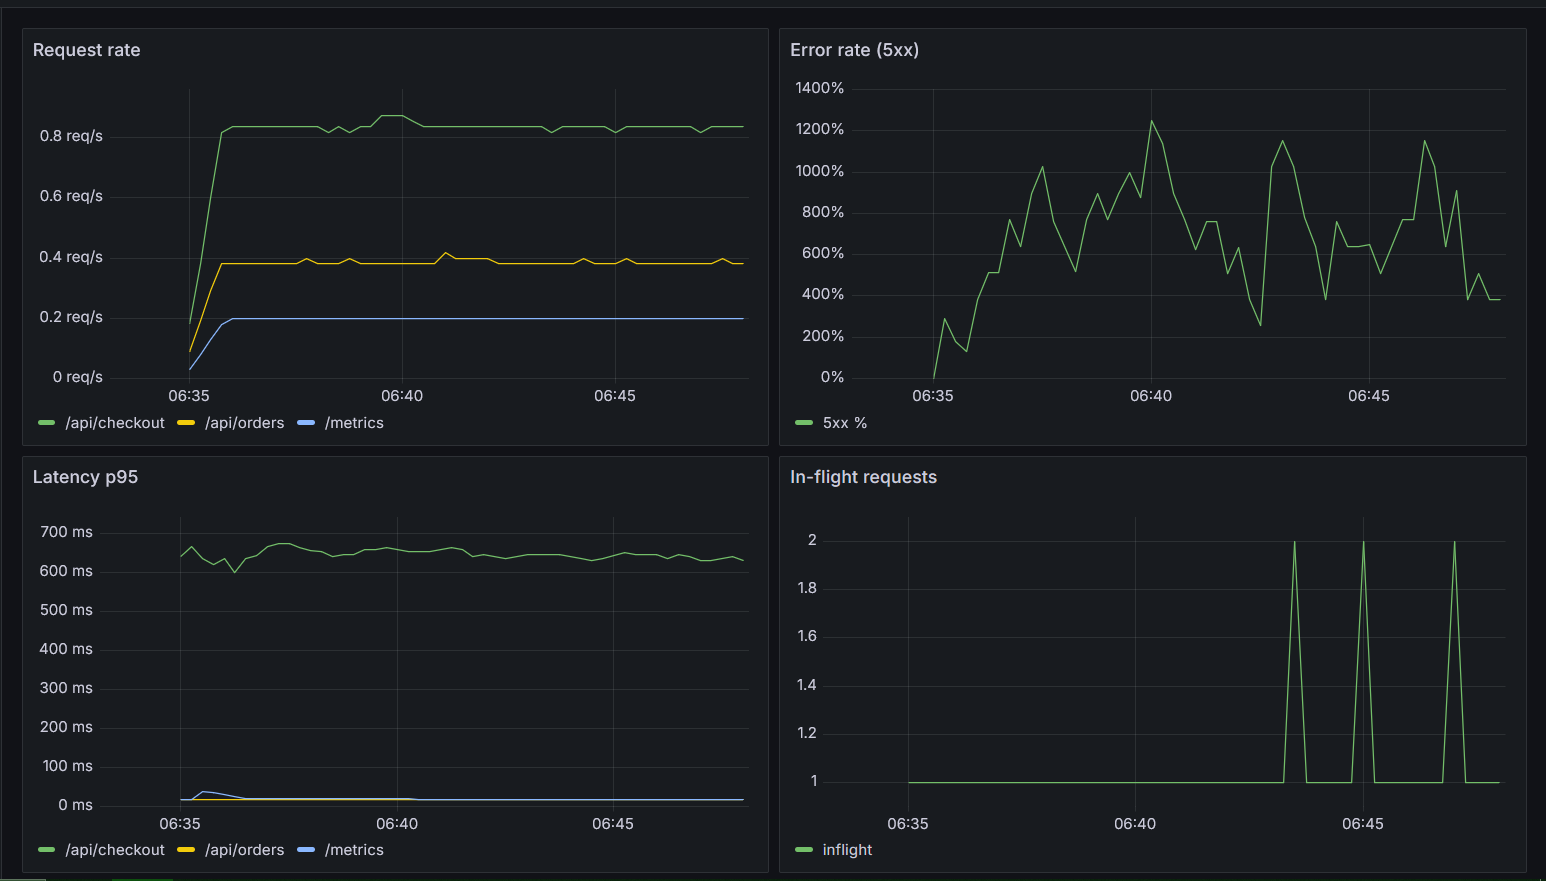 Request rate
0.8 req/s
0.6 req/s
0.4 req/s
0.2 req/s
0 req/s
06:35 06:40 06:45
/api/checkout /api/orders /metrics
Error rate (5xx)
1400%
1200%
1000%
800%
600%
400%
200%
0%
06:35 06:40 06:45
5xx %
Latency p95
700 ms
600 ms
500 ms
400 ms
300 ms
200 ms
100 ms
0 ms
06:35 06:40 06:45
/api/checkout /api/orders /metrics
In-flight requests
2
1.8
1.6
1.4
1.2
1
06:35 06:40 06:45
inflight